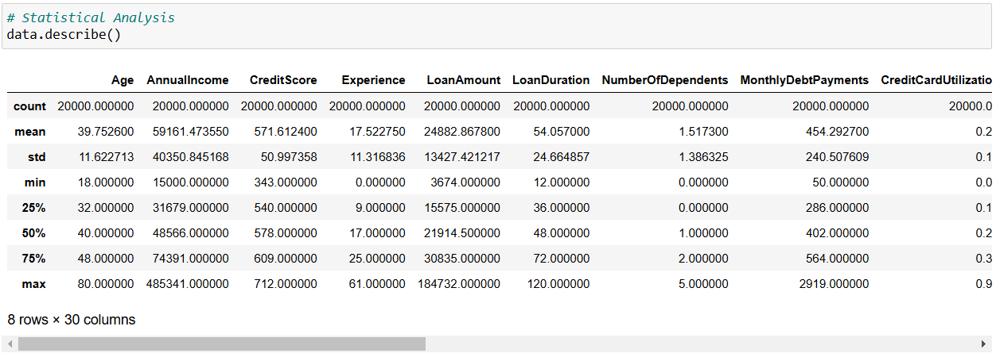 # Statistical Analysis
data.describe()
Age AnnualIncome CreditScore Experience LoanAmount LoanDuration NumberOfDependents MonthlyDebtPayments CreditCardUtilizatio
count 20000.000000 20000.000000 20000.000000 20000.000000 20000.000000 20000.000000 20000.000000 20000.000000 20000.0
mean 39.752600 59161.473550 571.612400 17.522750 24882.867800 54.057000 1.517300 454.292700 0.2
std 11.622713 40350.845168 50.997358 11.316836 13427.421217 24.664857 1.386325 240.507609 0.1
min 18.000000 15000.000000 343.000000 0.000000 3674.000000 12.000000 0.000000 50.000000 0.0
25% 32.000000 31679.000000 540.000000 9.000000 15575.000000 36.000000 0.000000 286.000000 0.1
50% 40.000000 48566.000000 578.000000 17.000000 21914.500000 48.000000 1.000000 402.000000 0.2
75% 48.000000 74391.000000 609.000000 25.000000 30835.000000 72.000000 2.000000 564.000000 0.3
max 80.000000 485341.000000 712.000000 61.000000 184732.000000 120.000000 5.000000 2919.000000 0.9
8 rows × 30 columns